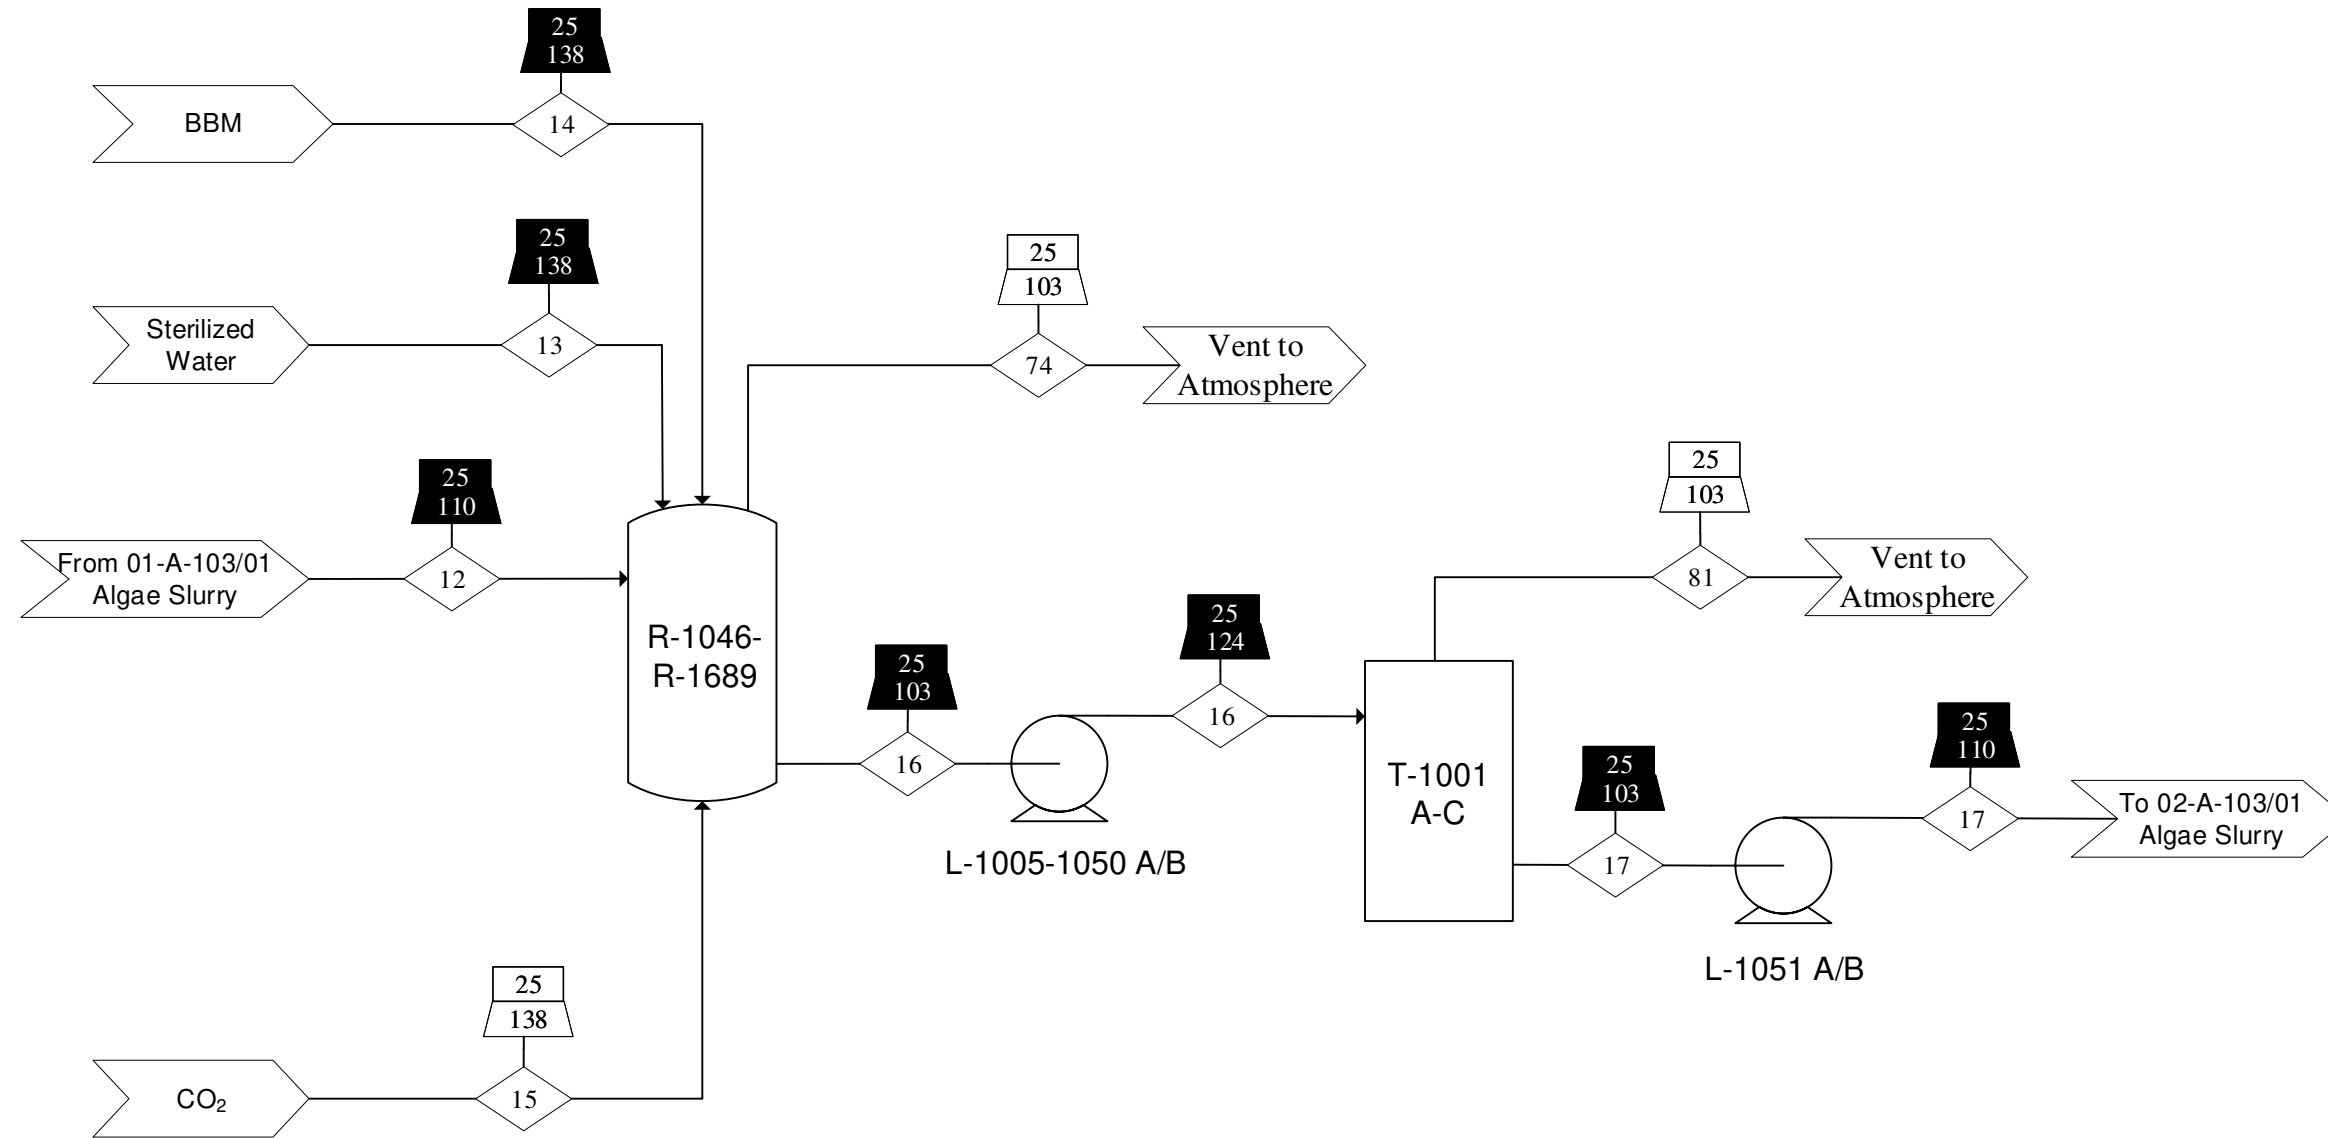 25
138
BBM
14
25
138
Sterilized
Water
13
25
103
74
Vent to
Atmosphere
25
110
From 01-A-103/01
Algae Slurry
12
R-1046-
R-1689
25
103
16
L-1005-1050 A/B
25
124
16
25
103
81
Vent to
Atmosphere
T-1001
A-C
25
103
17
L-1051 A/B
25
110
17
To 02-A-103/01
Algae Slurry
25
138
CO₂
15